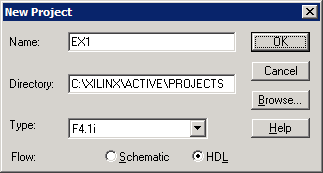 New Project
Name: EX1 OK
Cancel
Directory: C:\XILINX\ACTIVE\PROJECTS
Browse...
Type: F4.1i Help
Flow: Schematic HDL